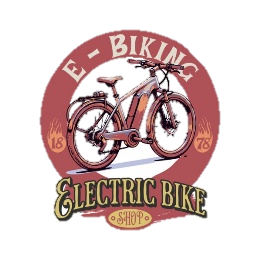 E - BIKING
18 78
ELECTRIC BIKE
SHOP